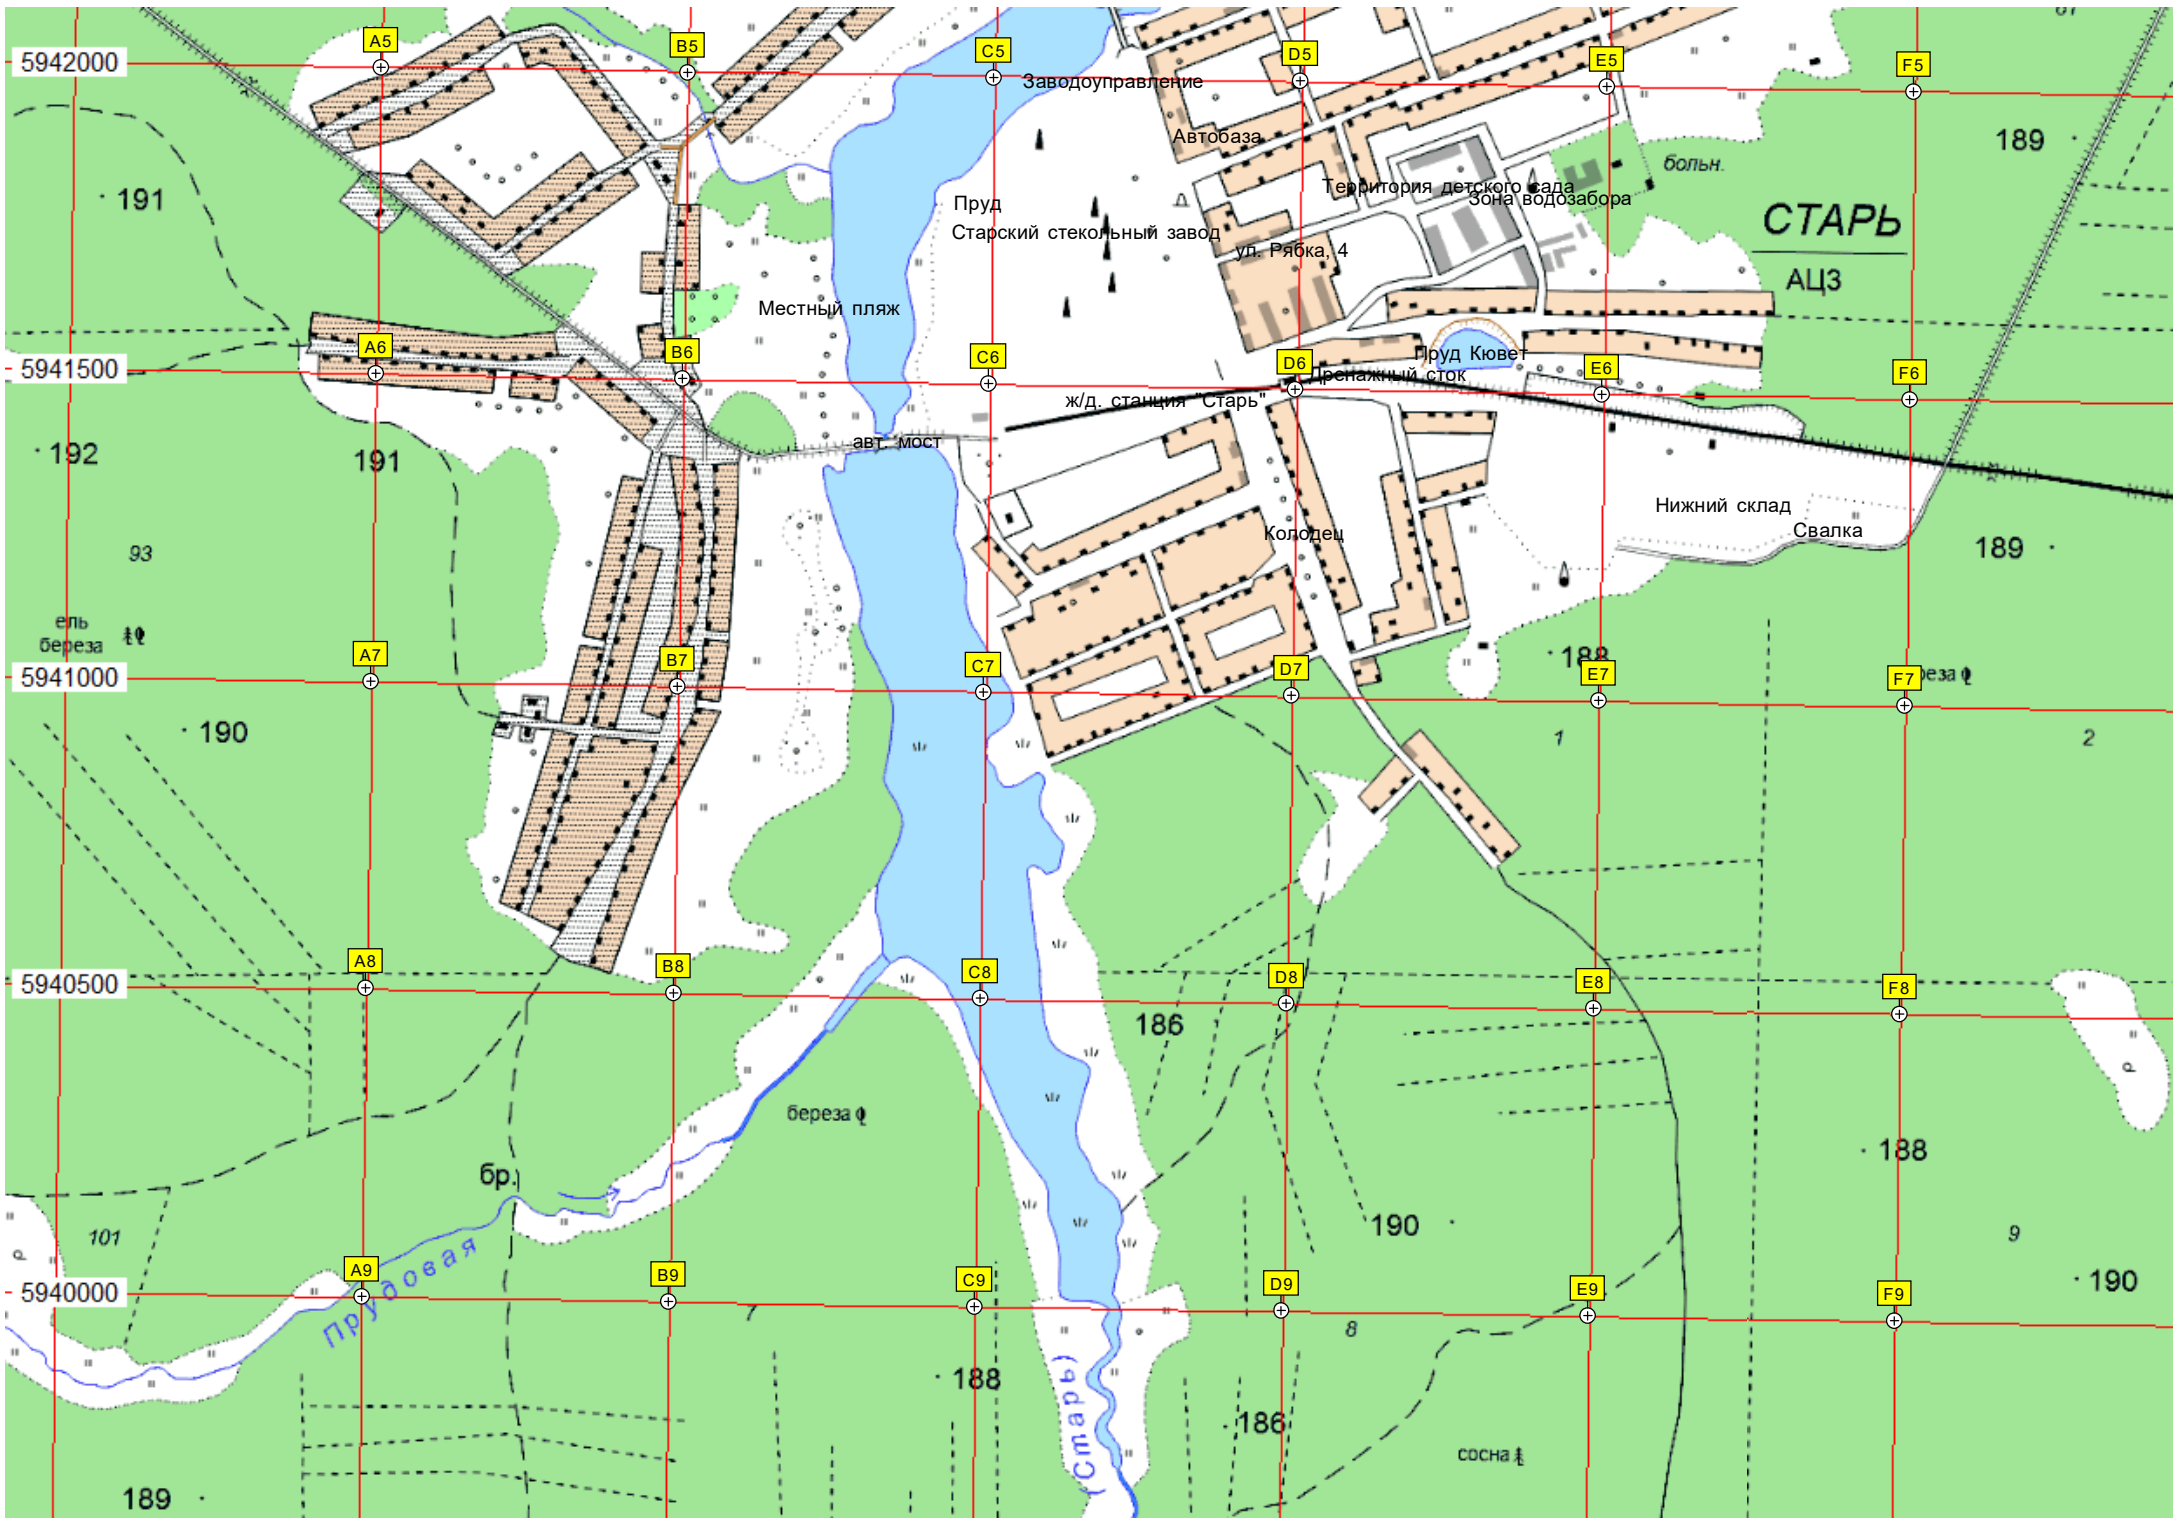 61
A5
B5
C5
D5
E5
F5
5942000
Заводоуправление
Автобаза
189
больн.
191
Территория детского сада
Зона водозабора
Пруд
Старский стекольный завод
СТАРЬ
ул. Рябка, 4
АЦЗ
Местный пляж
A6
B6
C6
D6
E6
F6
5941500
Пруд Кювет
Дренажный сток
ж/д. станция "Старь"
авт. мост
192
191
Нижний склад
Свалка
Колодец
189
93
ель
береза
188
A7
B7
C7
D7
E7
F7
5941000
реза
190
1
2
A8
B8
C8
D8
E8
F8
5940500
186
р
береза
188
бр.
190
101
р
9
Прудовая
A9
B9
C9
D9
E9
F9
5940000
190
7
8
188
(Старь)
186
сосна
189